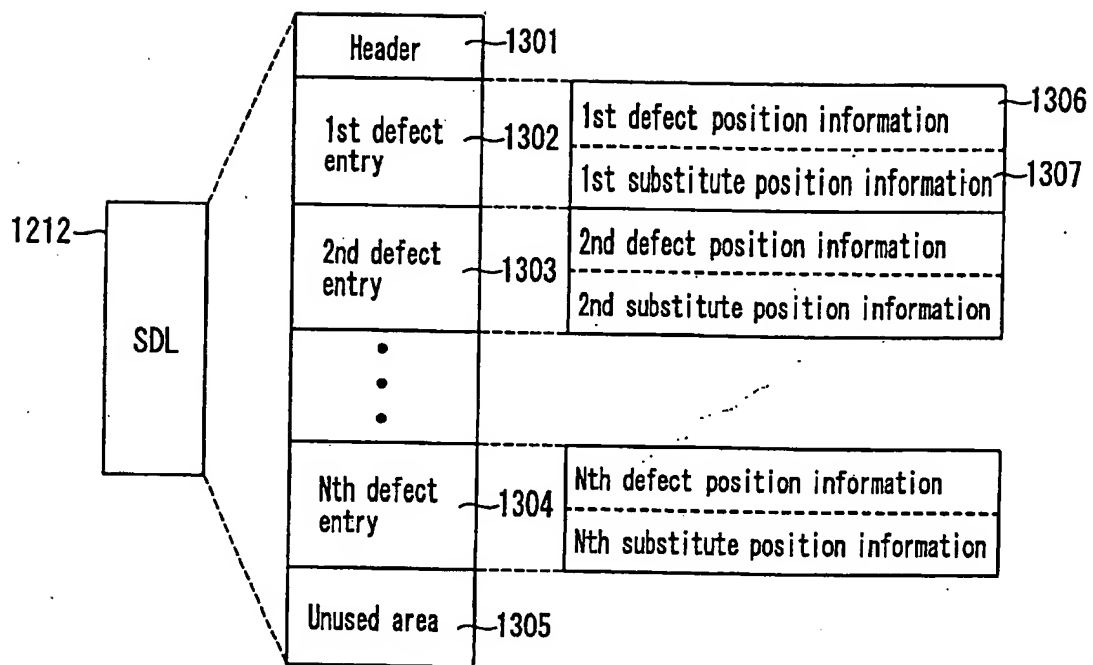 Header
1301
1st defect
entry
1302
1st defect position information
1306
1st substitute position information
1307
1212
SDL
2nd defect
entry
1303
2nd defect position information
2nd substitute position information
Nth defect
entry
1304
Nth defect position information
Nth substitute position information
Unused area
1305